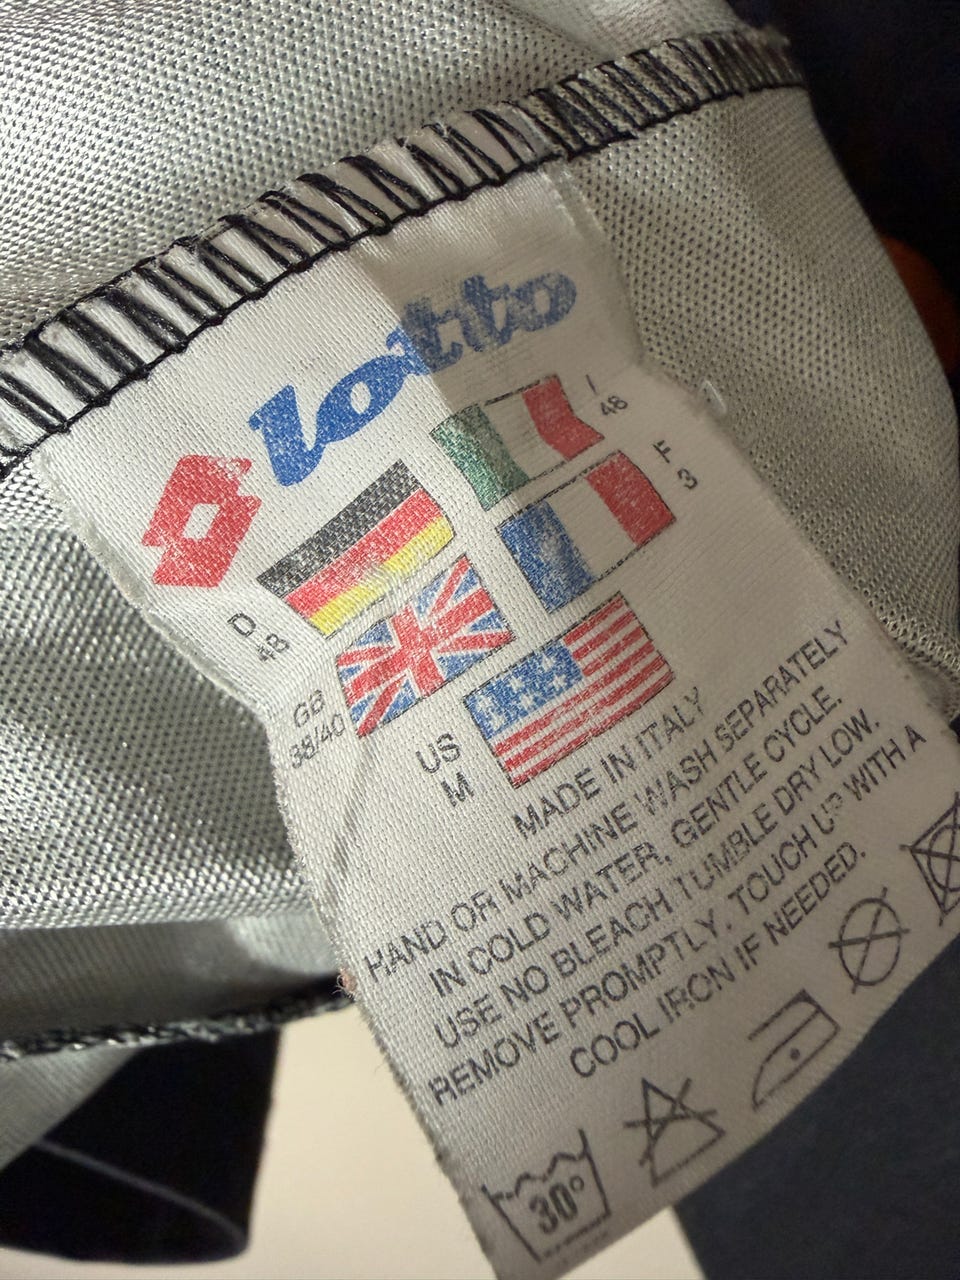 lotto
I
48
F
3
D
48
GB
38/40
US
M
MADE IN ITALY
HAND OR MACHINE WASH SEPARATELY
IN COLD WATER, GENTLE CYCLE.
USE NO BLEACH TUMBLE DRY LOW.
REMOVE PROMPTLY. TOUCH UP WITH A
COOL IRON IF NEEDED.
30°